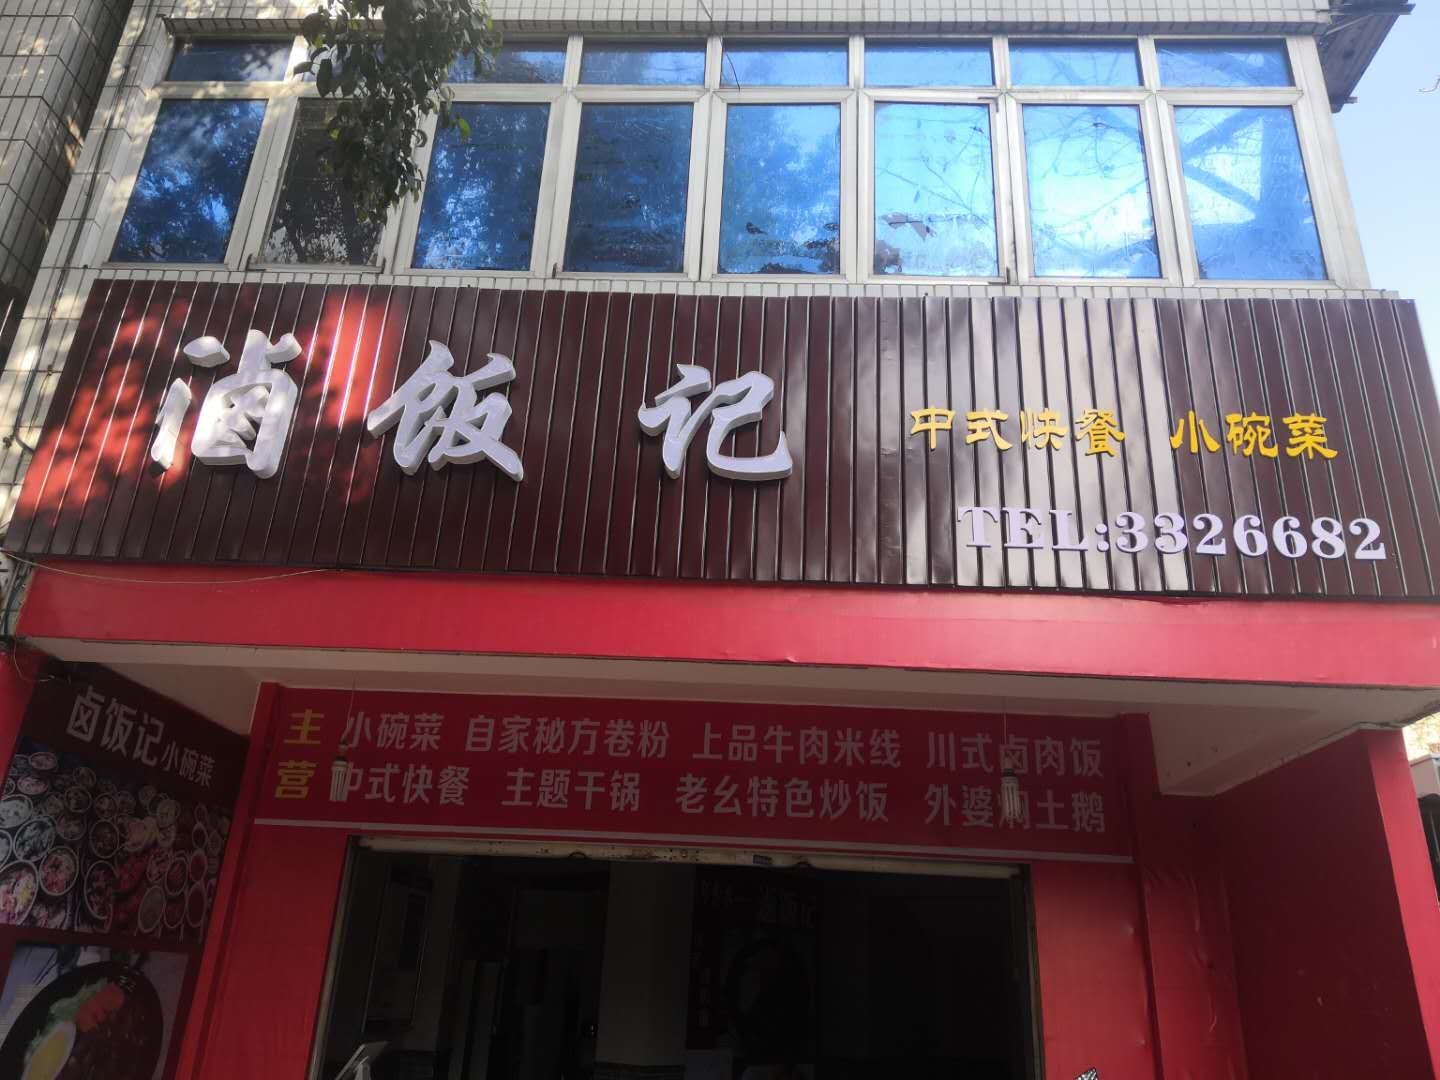 滷饭记
中式快餐 小碗菜
TEL:3326682
卤饭记小碗菜
主营
小碗菜 自家秘方卷粉 上品牛肉米线 川式卤肉饭
中式快餐 主题干锅 老幺特色炒饭 外婆焖土鹅
卤饭记